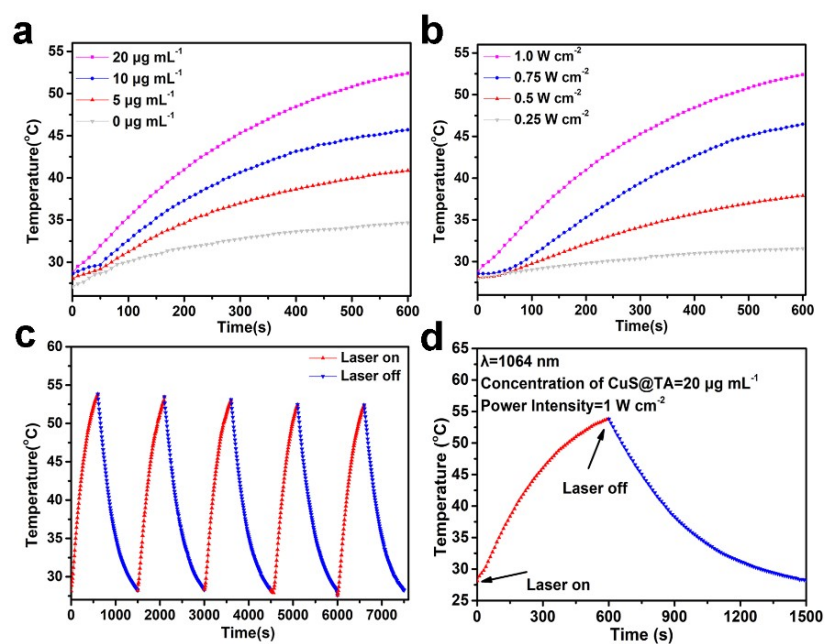 a
Temperature(°C)
55
50
45
40
35
30
20 μg mL⁻¹
10 μg mL⁻¹
5 μg mL⁻¹
0 μg mL⁻¹
0 100 200 300 400 500 600
Time(s)
b
Temperature(°C)
55
50
45
40
35
30
1.0 W cm⁻²
0.75 W cm⁻²
0.5 W cm⁻²
0.25 W cm⁻²
0 100 200 300 400 500 600
Time(s)
c
Temperature(°C)
60
55
50
45
40
35
30
Laser on
Laser off
0 1000 2000 3000 4000 5000 6000 7000
Time(s)
d
Temperature (°C)
65
60
55
50
45
40
35
30
25
λ=1064 nm
Concentration of CuS@TA=20 μg mL⁻¹
Power Intensity=1 W cm⁻²
Laser off
Laser on
0 300 600 900 1200 1500
Time (s)